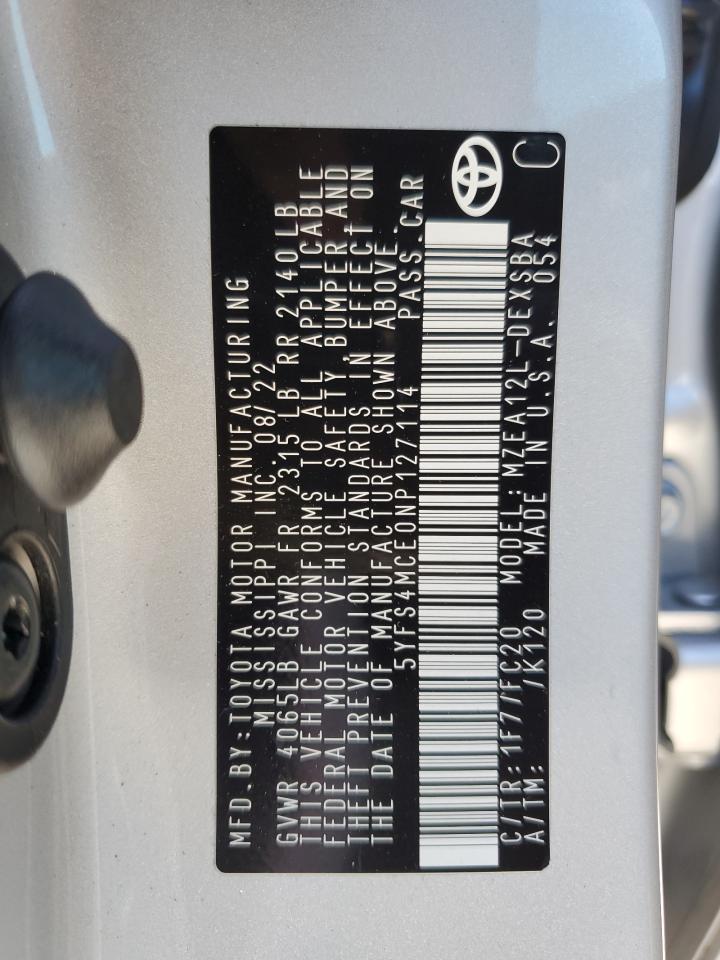 MFD.BY:TOYOTA MOTOR MANUFACTURING
MISSISSIPPI INC. 08/22
GVWR 4065LB GAWR FR 2315 LB RR 2140LB
THIS VEHICLE CONFORMS TO ALL APPLICABLE
FEDERAL MOTOR VEHICLE SAFETY, BUMPER AND
THEFT PREVENTION STANDARDS IN EFFECT ON
THE DATE OF MANUFACTURE SHOWN ABOVE.
5YFS4MCE0NP127114 PASS.CAR
C/TR:1F7/FC20 MODEL:MZEA12L-DEXSBA
A/TM: /K120 MADE IN U.S.A. 054
C